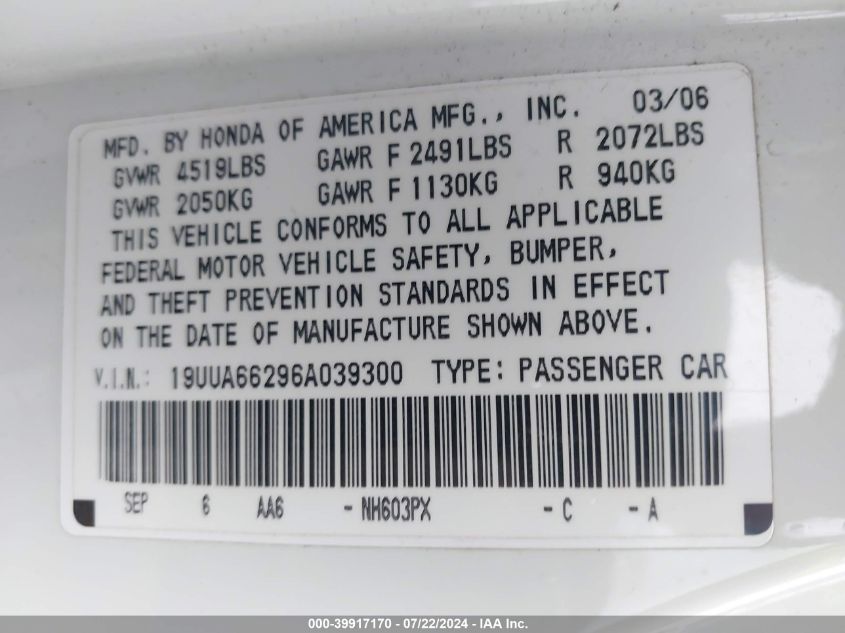 MFD. BY HONDA OF AMERICA MFG., INC. 03/06
GVWR 4519LBS GAWR F 2491LBS R 2072LBS
GVWR 2050KG GAWR F 1130KG R 940KG
THIS VEHICLE CONFORMS TO ALL APPLICABLE
FEDERAL MOTOR VEHICLE SAFETY, BUMPER,
AND THEFT PREVENTION STANDARDS IN EFFECT
ON THE DATE OF MANUFACTURE SHOWN ABOVE.
V.I.N.: 19UUA66296A039300 TYPE: PASSENGER CAR
SEP 6 AA6 - NH603PX - C - A
000-39917170 - 07/22/2024 - IAA Inc.